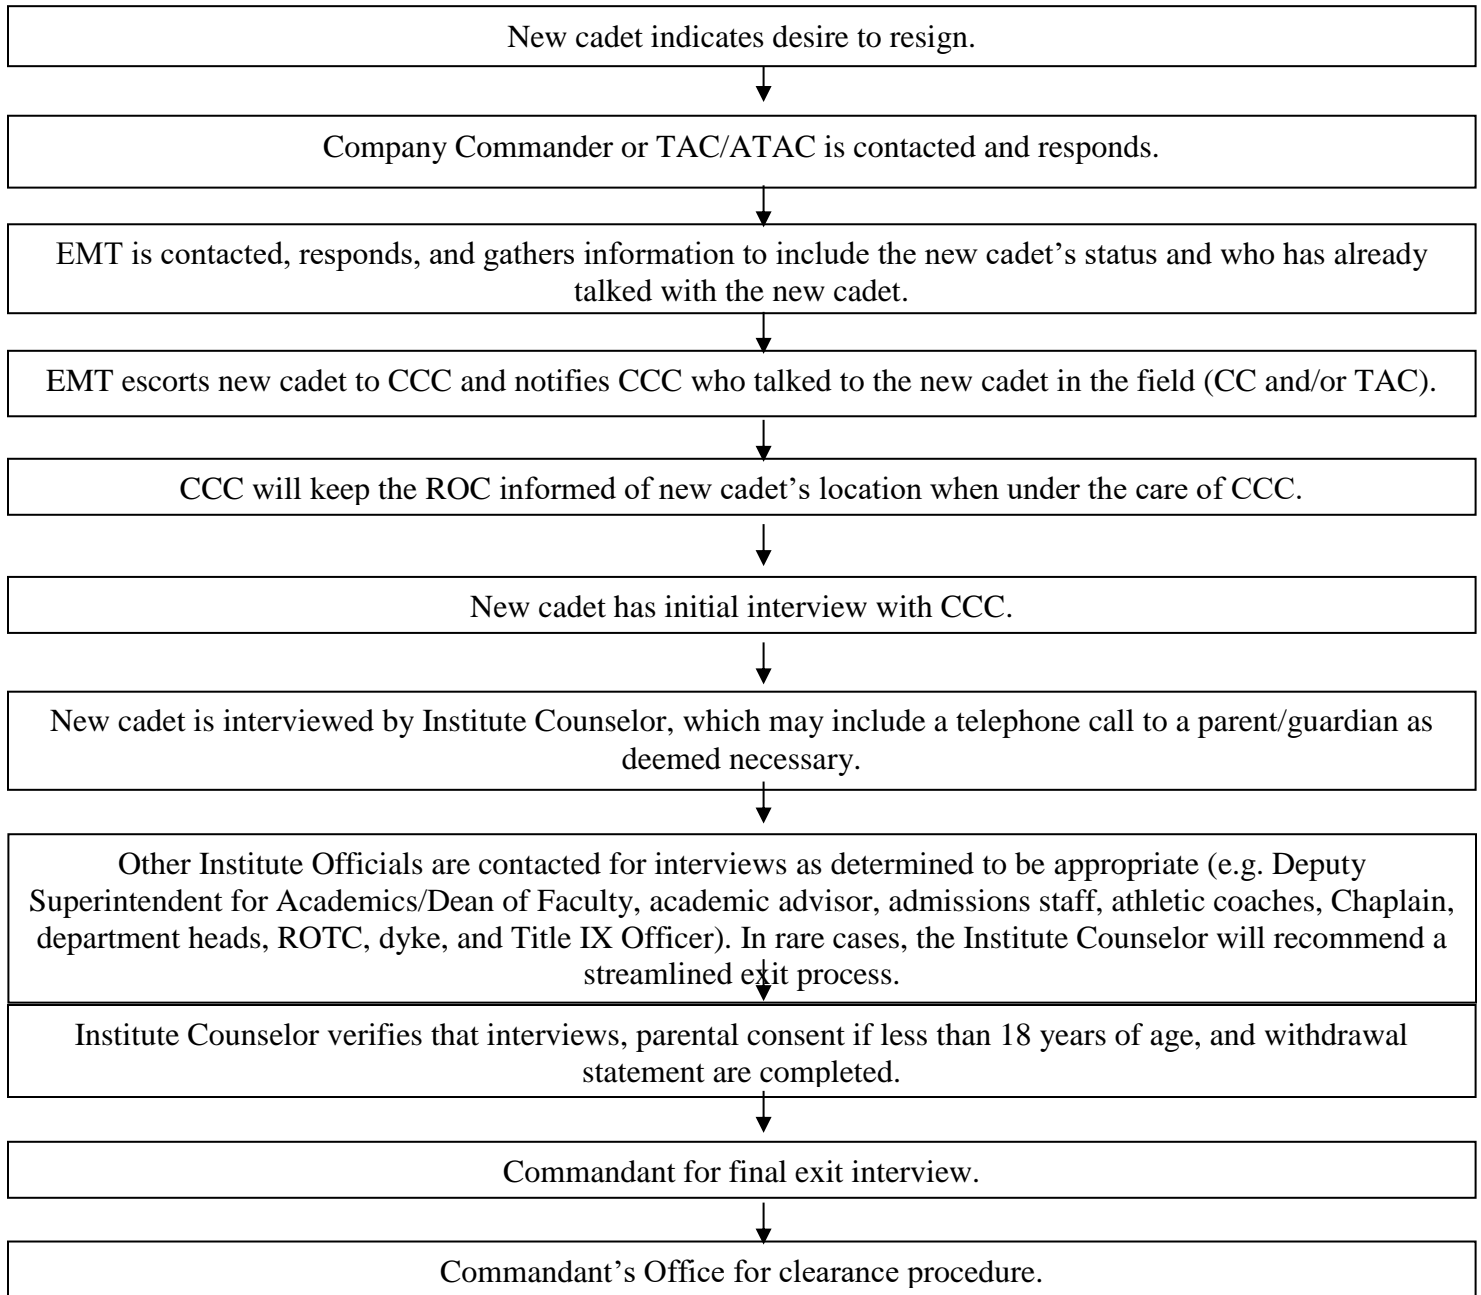 New cadet indicates desire to resign.
Company Commander or TAC/ATAC is contacted and responds.
EMT is contacted, responds, and gathers information to include the new cadet’s status and who has already
talked with the new cadet.
EMT escorts new cadet to CCC and notifies CCC who talked to the new cadet in the field (CC and/or TAC).
CCC will keep the ROC informed of new cadet’s location when under the care of CCC.
New cadet has initial interview with CCC.
New cadet is interviewed by Institute Counselor, which may include a telephone call to a parent/guardian as
deemed necessary.
Other Institute Officials are contacted for interviews as determined to be appropriate (e.g. Deputy
Superintendent for Academics/Dean of Faculty, academic advisor, admissions staff, athletic coaches, Chaplain,
department heads, ROTC, dyke, and Title IX Officer). In rare cases, the Institute Counselor will recommend a
streamlined exit process.
Institute Counselor verifies that interviews, parental consent if less than 18 years of age, and withdrawal
statement are completed.
Commandant for final exit interview.
Commandant’s Office for clearance procedure.